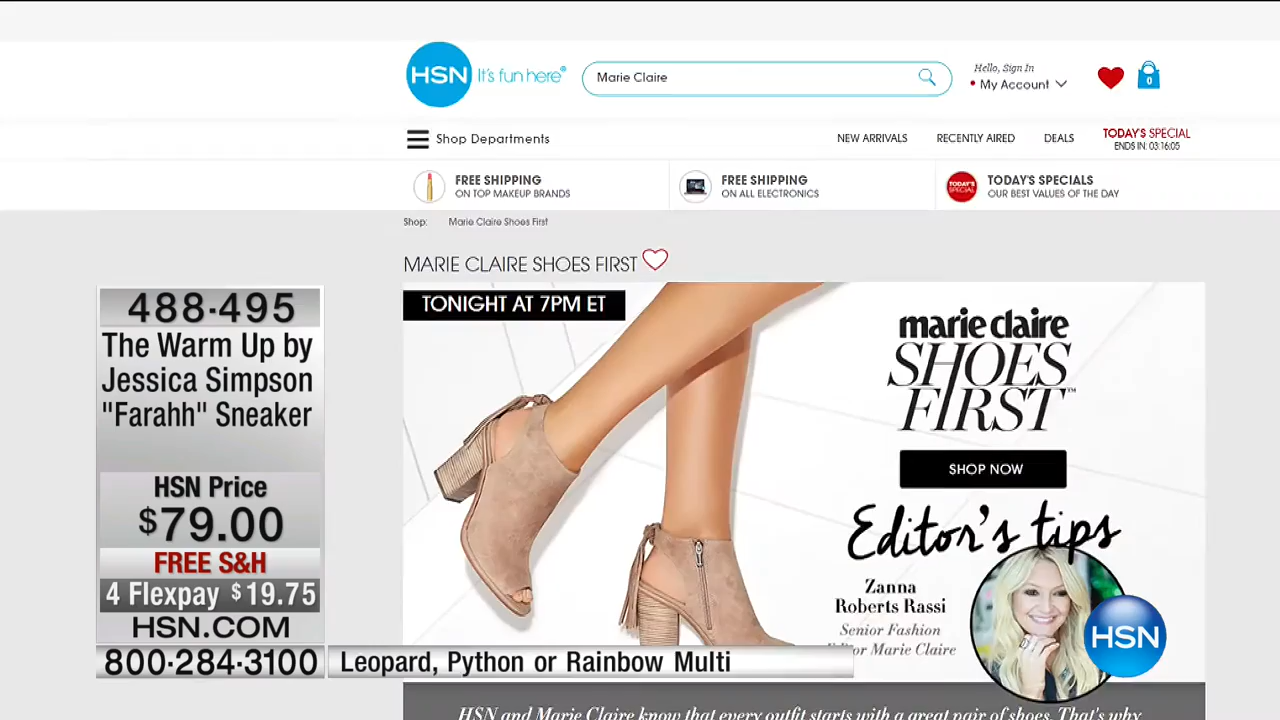 HSN It's fun here®
Marie Claire
Hello, Sign In
My Account
0
Shop Departments
NEW ARRIVALS
RECENTLY AIRED
DEALS
TODAY'S SPECIAL
ENDS IN: 03:16:05
FREE SHIPPING
ON TOP MAKEUP BRANDS
FREE SHIPPING
ON ALL ELECTRONICS
TODAY'S SPECIAL
TODAY'S SPECIALS
OUR BEST VALUES OF THE DAY
Shop: Marie Claire Shoes First
MARIE CLAIRE SHOES FIRST
TONIGHT AT 7PM ET
marie claire
SHOES
FIRST™
SHOP NOW
Editor's tips
Zanna
Roberts Rassi
Senior Fashion
or Marie Claire
HSN
488-495
The Warm Up by
Jessica Simpson
"Farahh" Sneaker
HSN Price
$79.00
FREE S&H
4 Flexpay $19.75
HSN.COM
800-284-3100
Leopard, Python or Rainbow Multi
HSN and Marie Claire know that every outfit starts with a great pair of shoes. That's why